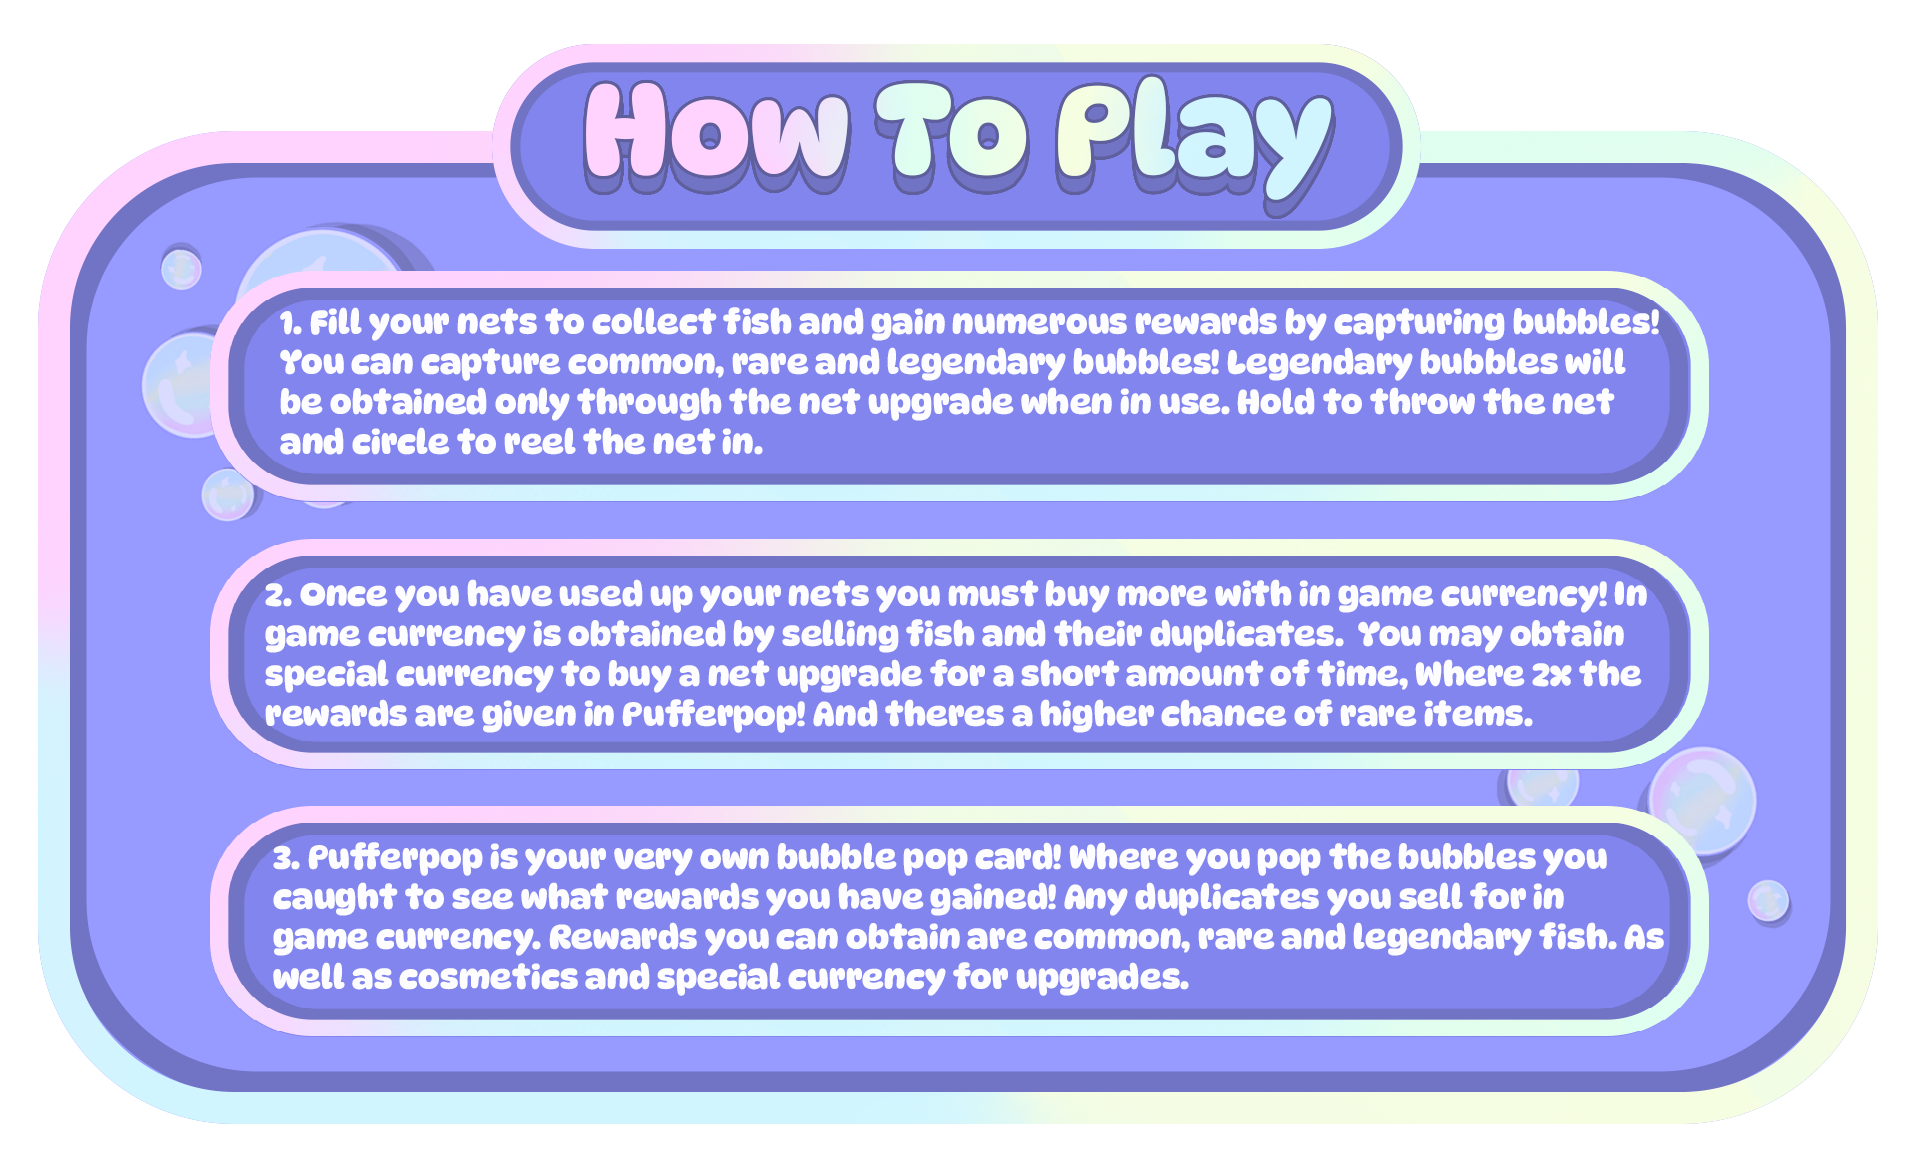 How To Play
1. Fill your nets to collect fish and gain numerous rewards by capturing bubbles!
You can capture common, rare and legendary bubbles! Legendary bubbles will
be obtained only through the net upgrade when in use. Hold to throw the net
and circle to reel the net in.
2. Once you have used up your nets you must buy more with in game currency! In
game currency is obtained by selling fish and their duplicates.  You may obtain
special currency to buy a net upgrade for a short amount of time, Where 2x the
rewards are given in Pufferpop! And theres a higher chance of rare items.
3. Pufferpop is your very own bubble pop card! Where you pop the bubbles you
caught to see what rewards you have gained! Any duplicates you sell for in
game currency. Rewards you can obtain are common, rare and legendary fish. As
well as cosmetics and special currency for upgrades.